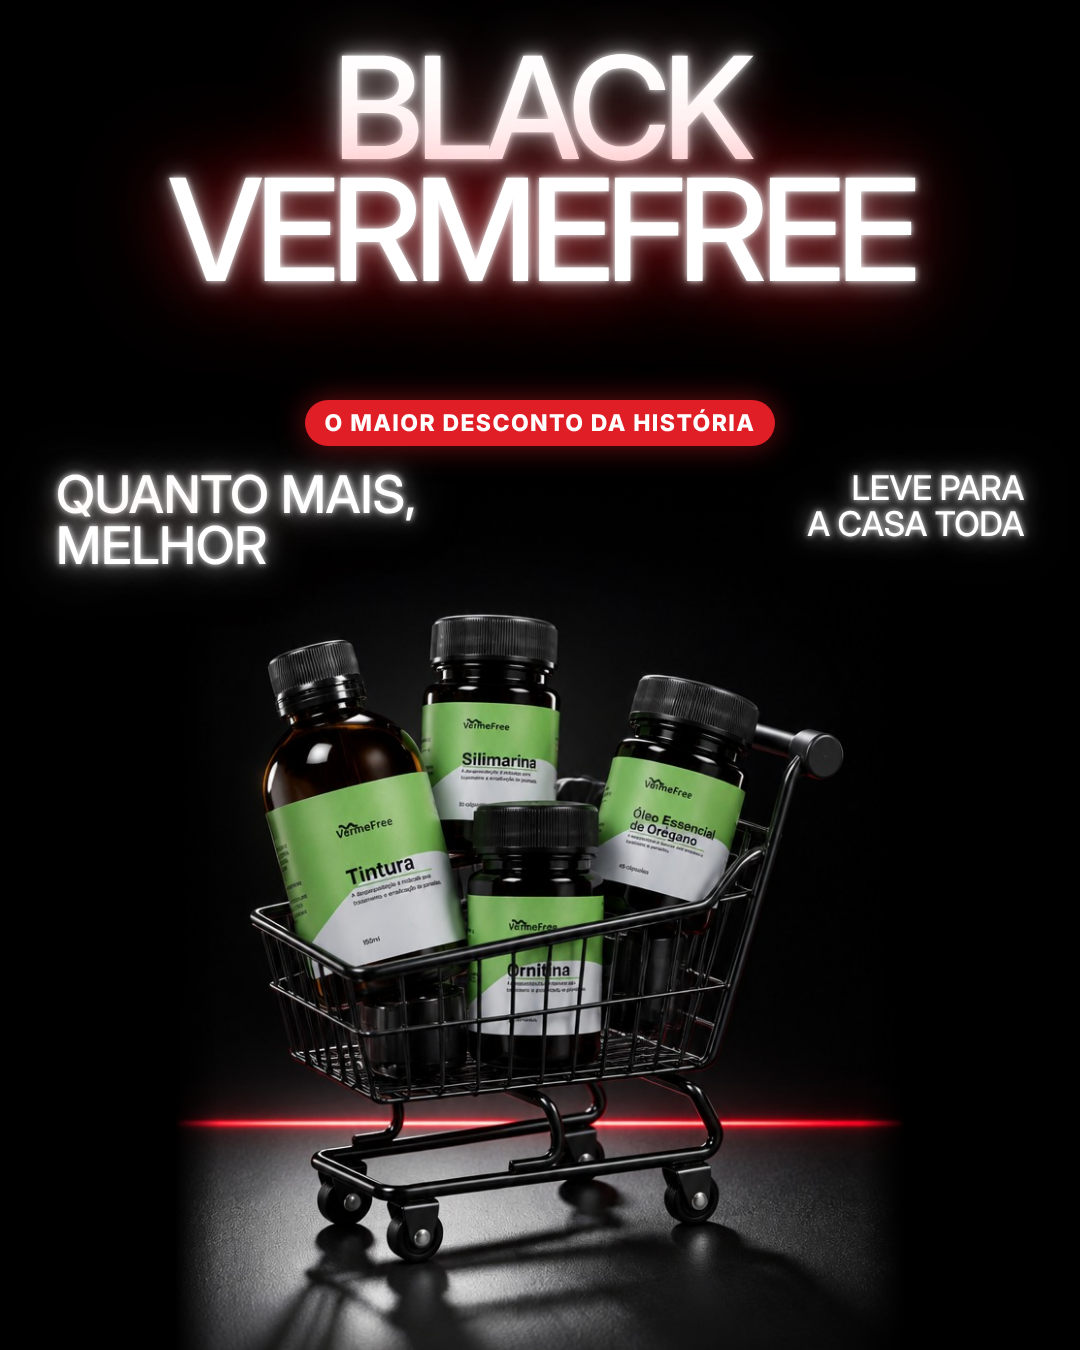 BLACK
VERMEFREE
O MAIOR DESCONTO DA HISTÓRIA
QUANTO MAIS,
MELHOR
LEVE PARA
A CASA TODA
VermeFree
Silimarina
VermeFree
Óleo Essencial
de Orégano
VermeFree
Tintura
150ml
VermeFree
Ornitina